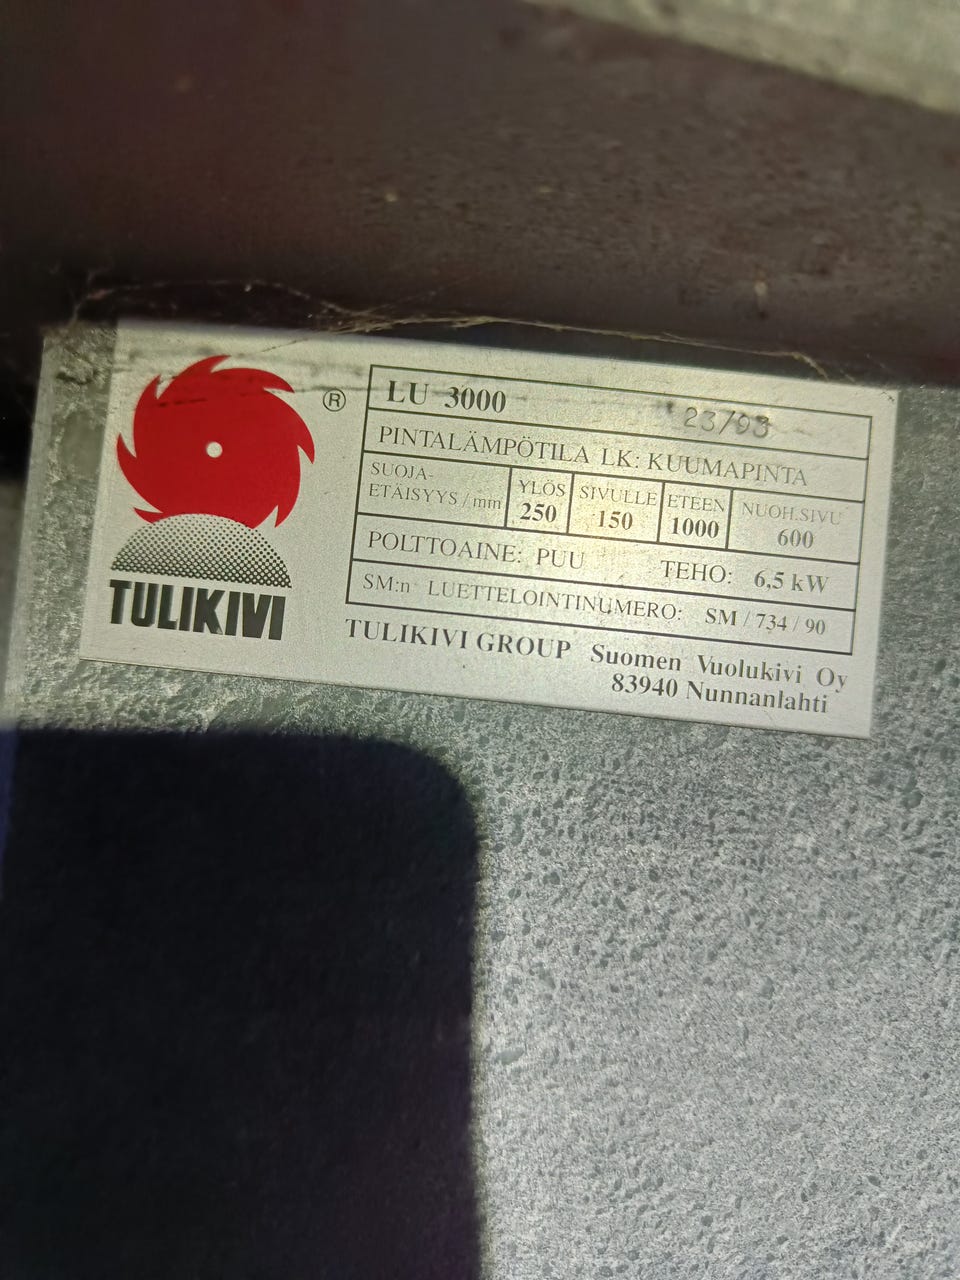 ®
LU 3000 23/93
PINTALÄMPÖTILA LK: KUUMAPINTA
SUOJA-
ETÄISYYS / mm
YLÖS
250
SIVULLE
150
ETEEN
1000
NUOH.SIVU
600
POLTTOAINE: PUU TEHO: 6,5 kW
SM:n LUETTELOINTINUMERO: SM / 734 / 90
TULIKIVI
TULIKIVI GROUP Suomen Vuolukivi Oy
83940 Nunnanlahti